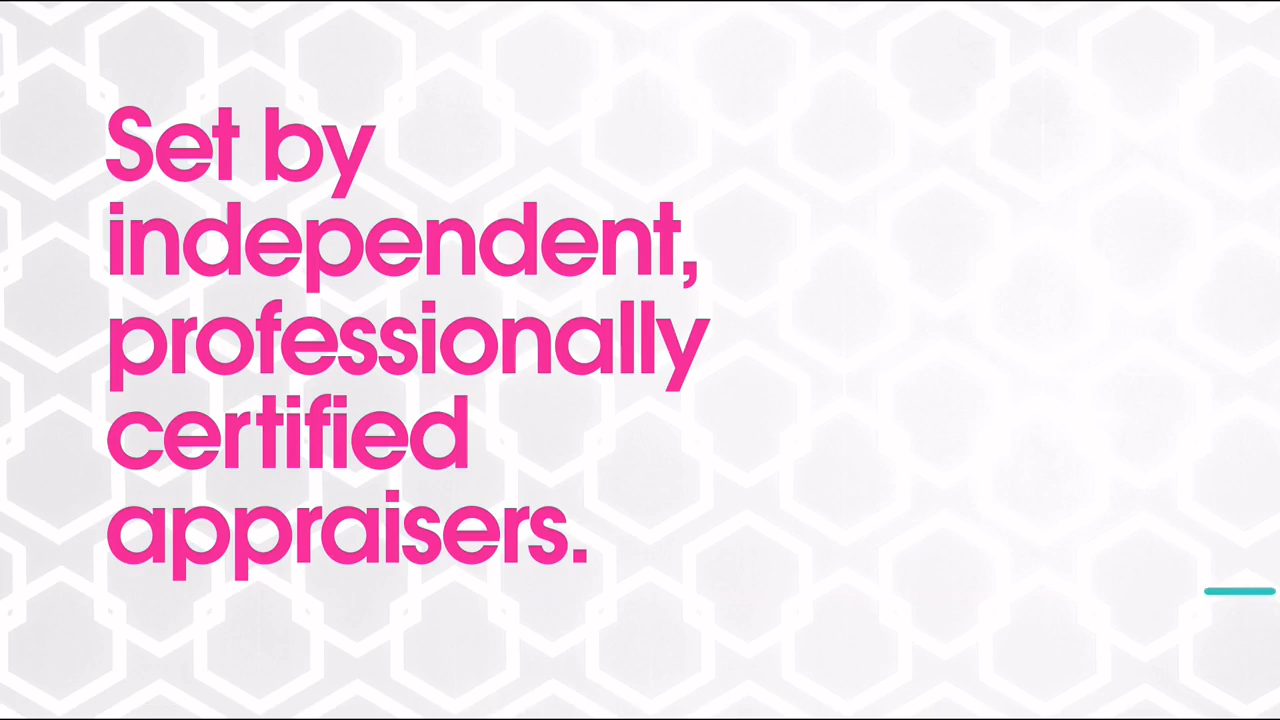 Set by
independent,
professionally
certified
appraisers.